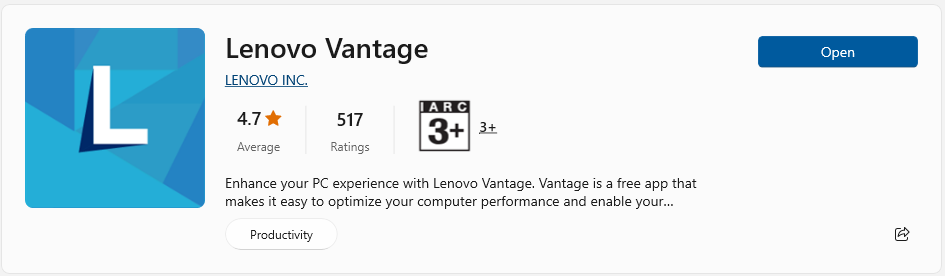 L
Lenovo Vantage
LENOVO INC.
Open
4.7
Average
517
Ratings
IARC
3+
3+
Enhance your PC experience with Lenovo Vantage. Vantage is a free app that
makes it easy to optimize your computer performance and enable your...
Productivity